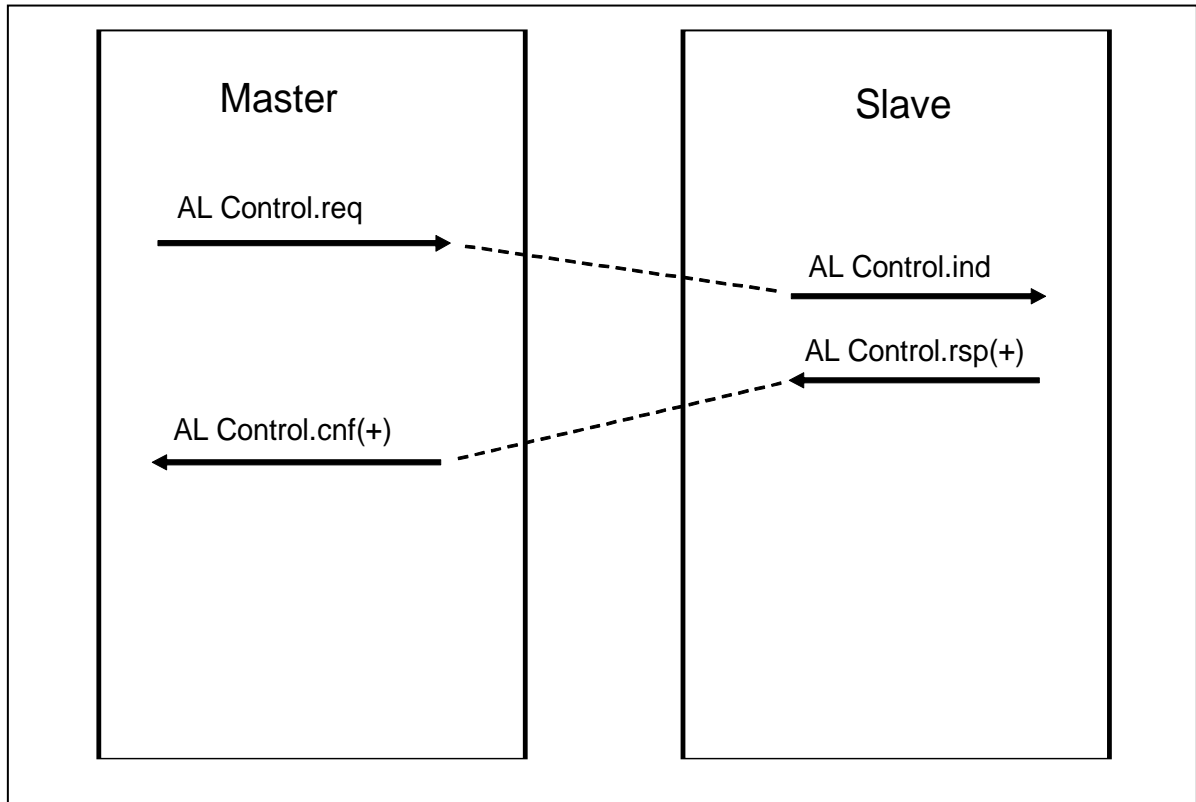 Master
Slave
AL Control.req
AL Control.ind
AL Control.rsp(+)
AL Control.cnf(+)